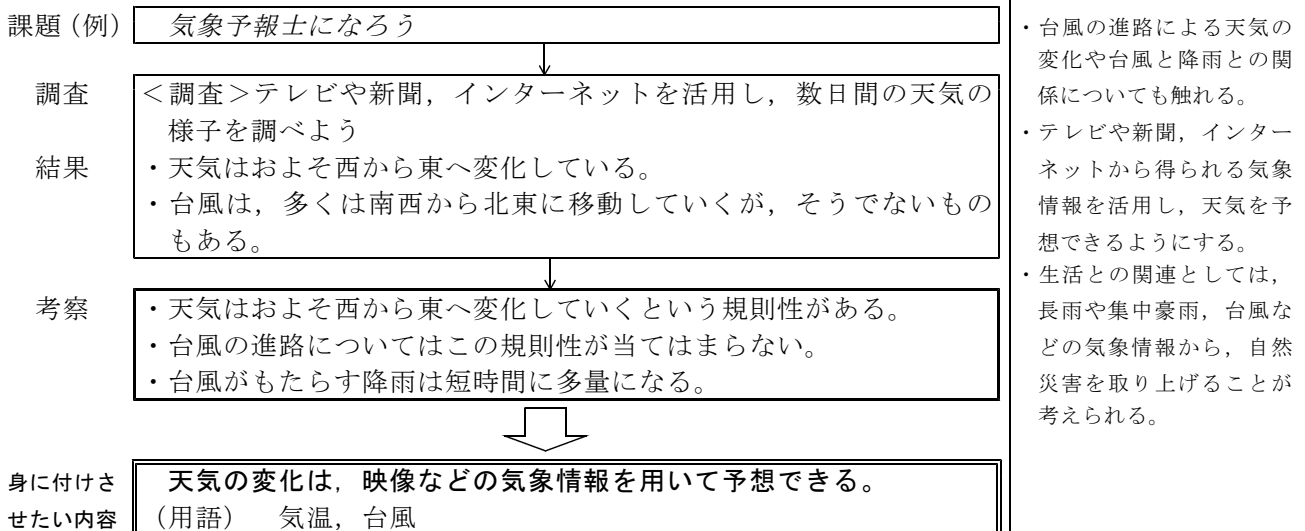 課題（例）
気象予報士になろう
調査
＜調査＞テレビや新聞，インターネットを活用し，数日間の天気の
様子を調べよう
結果
・天気はおよそ西から東へ変化している。
・台風は，多くは南西から北東に移動していくが，そうでないもの
もある。
考察
・天気はおよそ西から東へ変化していくという規則性がある。
・台風の進路についてはこの規則性が当てはまらない。
・台風がもたらす降雨は短時間に多量になる。
身に付けさ
せたい内容
天気の変化は，映像などの気象情報を用いて予想できる。
（用語）　気温，台風
・台風の進路による天気の
変化や台風と降雨との関
係についても触れる。
・テレビや新聞，インター
ネットから得られる気象
情報を活用し，天気を予
想できるようにする。
・生活との関連としては，
長雨や集中豪雨，台風な
どの気象情報から，自然
災害を取り上げることが
考えられる。